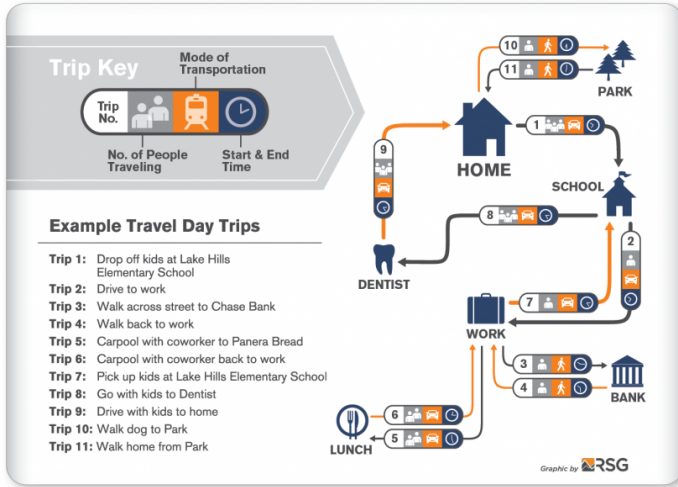 Trip Key
Mode of
Transportation
Trip
No.
No. of People
Traveling
Start & End
Time
Example Travel Day Trips
Trip 1: Drop off kids at Lake Hills
Elementary School
Trip 2: Drive to work
Trip 3: Walk across street to Chase Bank
Trip 4: Walk back to work
Trip 5: Carpool with coworker to Panera Bread
Trip 6: Carpool with coworker back to work
Trip 7: Pick up kids at Lake Hills Elementary School
Trip 8: Go with kids to Dentist
Trip 9: Drive with kids to home
Trip 10: Walk dog to Park
Trip 11: Walk home from Park
10
11
PARK
HOME
1
SCHOOL
9
8
DENTIST
2
7
WORK
3
4
BANK
6
5
LUNCH
Graphic by RSG